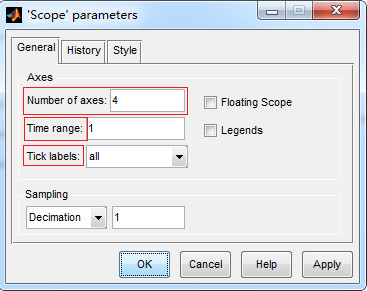 'Scope' parameters
General History Style
Axes
Number of axes: 4
Floating Scope
Time range: 1
Legends
Tick labels: all
Sampling
Decimation 1
OK Cancel Help Apply